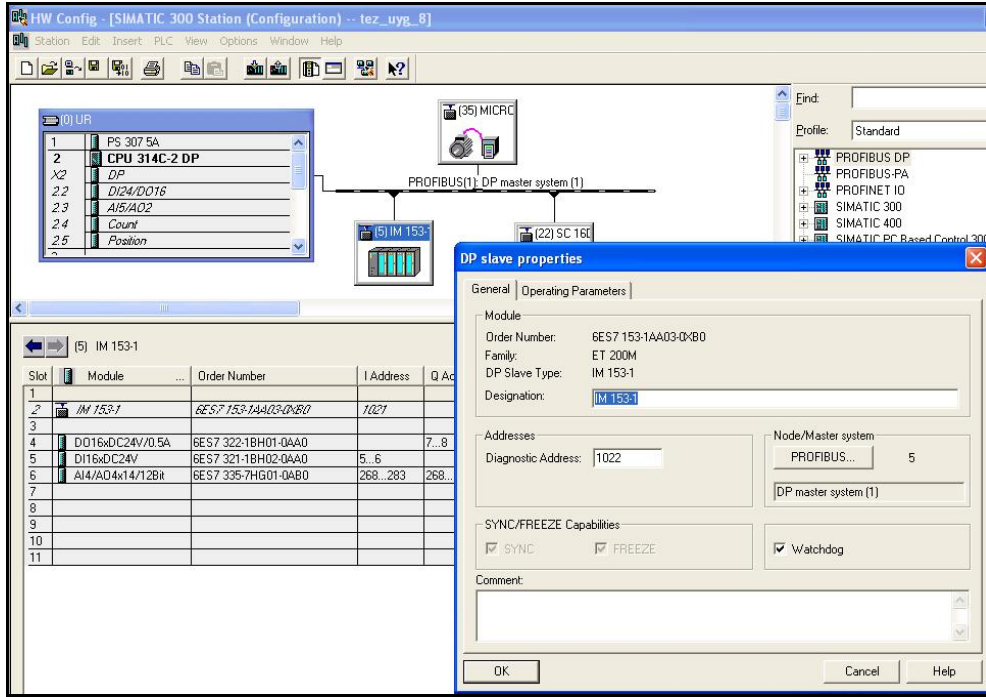 HW Config - [SIMATIC 300 Station (Configuration) -- tez_uyg_8]
Station Edit Insert PLC View Options Window Help
(0) UR
1 PS 307 5A
2 CPU 314C-2 DP
X2 DP
2.2 DI24/DO16
2.3 AI5/AO2
2.4 Count
2.5 Position
(35) MICRO
PROFIBUS(1): DP master system (1)
(5) IM 153-1
(22) SC 16D
Find:
Profile: Standard
PROFIBUS DP
PROFIBUS-PA
PROFINET IO
SIMATIC 300
SIMATIC 400
SIMATIC PC Based Control 300
(5) IM 153-1
Slot Module ... Order Number I Address Q Ad
1
2 IM 153-1 6ES7 153-1AA03-0XB0 1021
3
4 DO16xDC24V/0.5A 6ES7 322-1BH01-0AA0 7...8
5 DI16xDC24V 6ES7 321-1BH02-0AA0 5...6
6 AI4/AO4x14/12Bit 6ES7 335-7HG01-0AB0 268...283 268...
7
8
9
10
11
DP slave properties
General Operating Parameters
Module
Order Number: 6ES7 153-1AA03-0XB0
Family: ET 200M
DP Slave Type: IM 153-1
Designation: IM 153-1
Addresses
Diagnostic Address: 1022
Node/Master system
PROFIBUS... 5
DP master system (1)
SYNC/FREEZE Capabilities
SYNC FREEZE
Watchdog
Comment:
OK Cancel Help